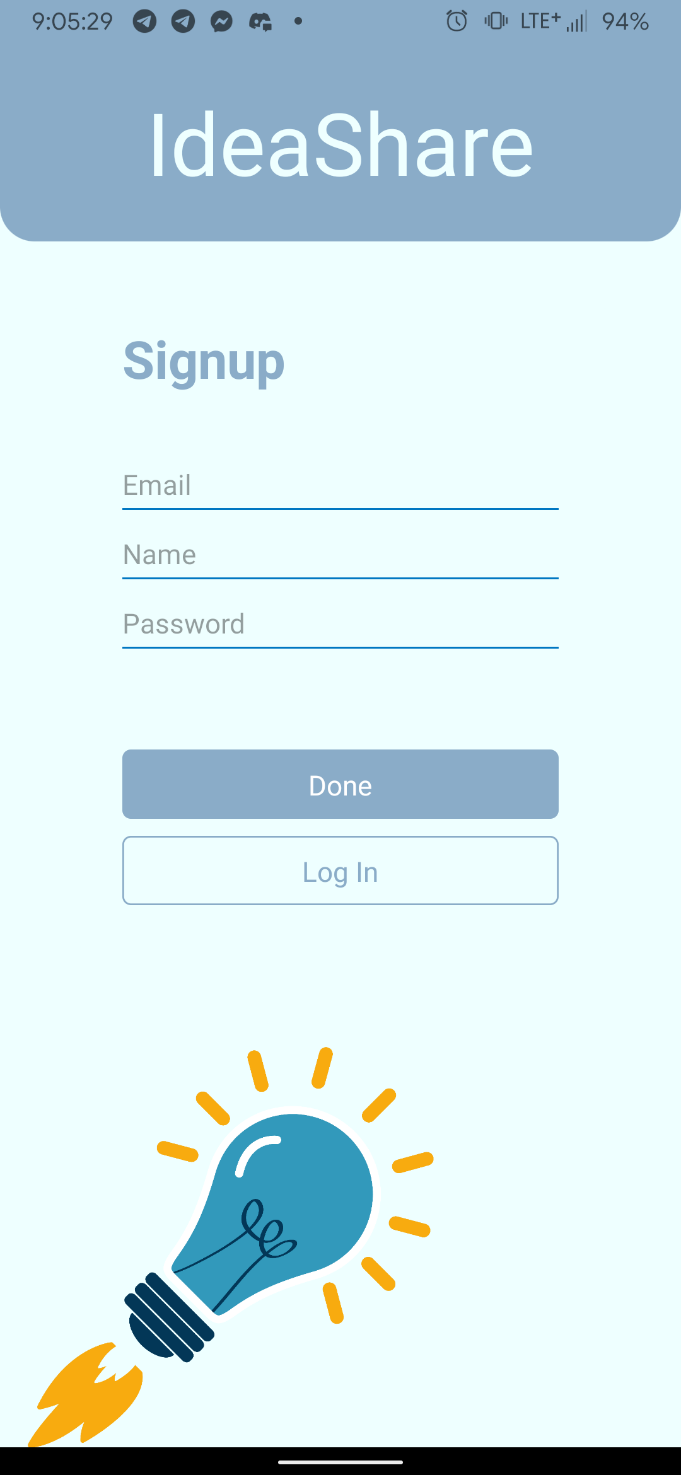 9:05:29 LTE+ 94%
IdeaShare
Signup
Email
Name
Password
Done
Log In